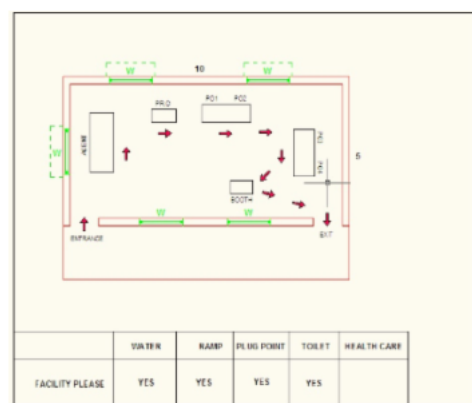 W
10
W
PRO
PO1 PO2
W
5
BOOTH
W
W
ENTRANCE
EXIT
WATER RAMP PLUG POINT TOILET HEALTH CARE
FACILITY PLEASE YES YES YES YES